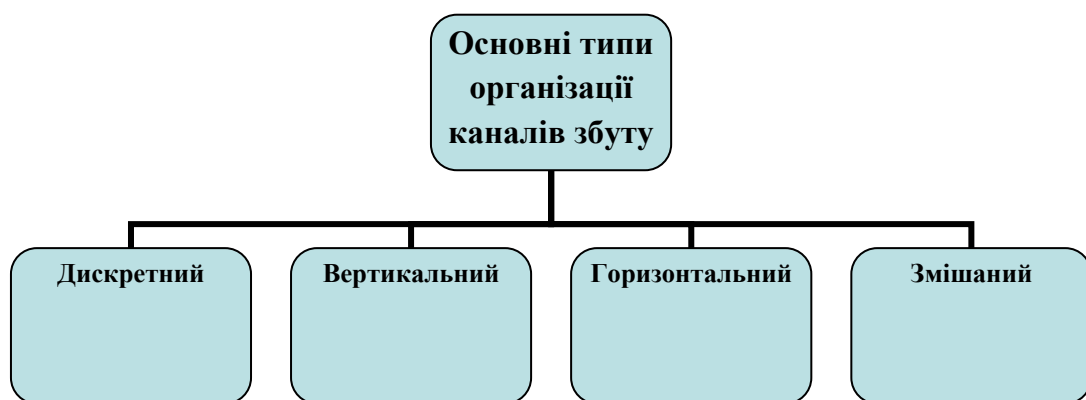 Основні типи
організації
каналів збуту
Дискретний
Вертикальний
Горизонтальний
Змішаний